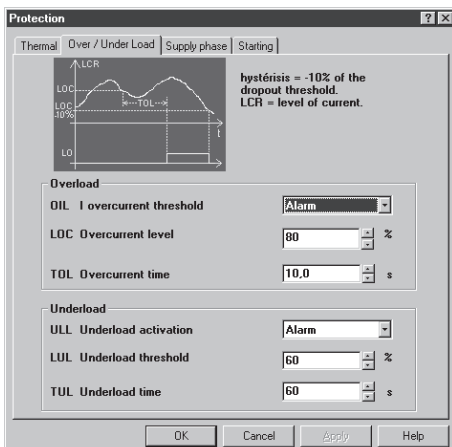 Protection
Thermal Over / Under Load Supply phase Starting
LCR
LOC
LOC
-10%
TOL
t
LO
hystérisis = -10% of the
dropout threshold.
LCR = level of current.
Overload
OIL I overcurrent threshold Alarm
LOC Overcurrent level 80 %
TOL Overcurrent time 10,0 s
Underload
ULL Underload activation Alarm
LUL Underload threshold 60 %
TUL Underload time 60 s
OK Cancel Apply Help